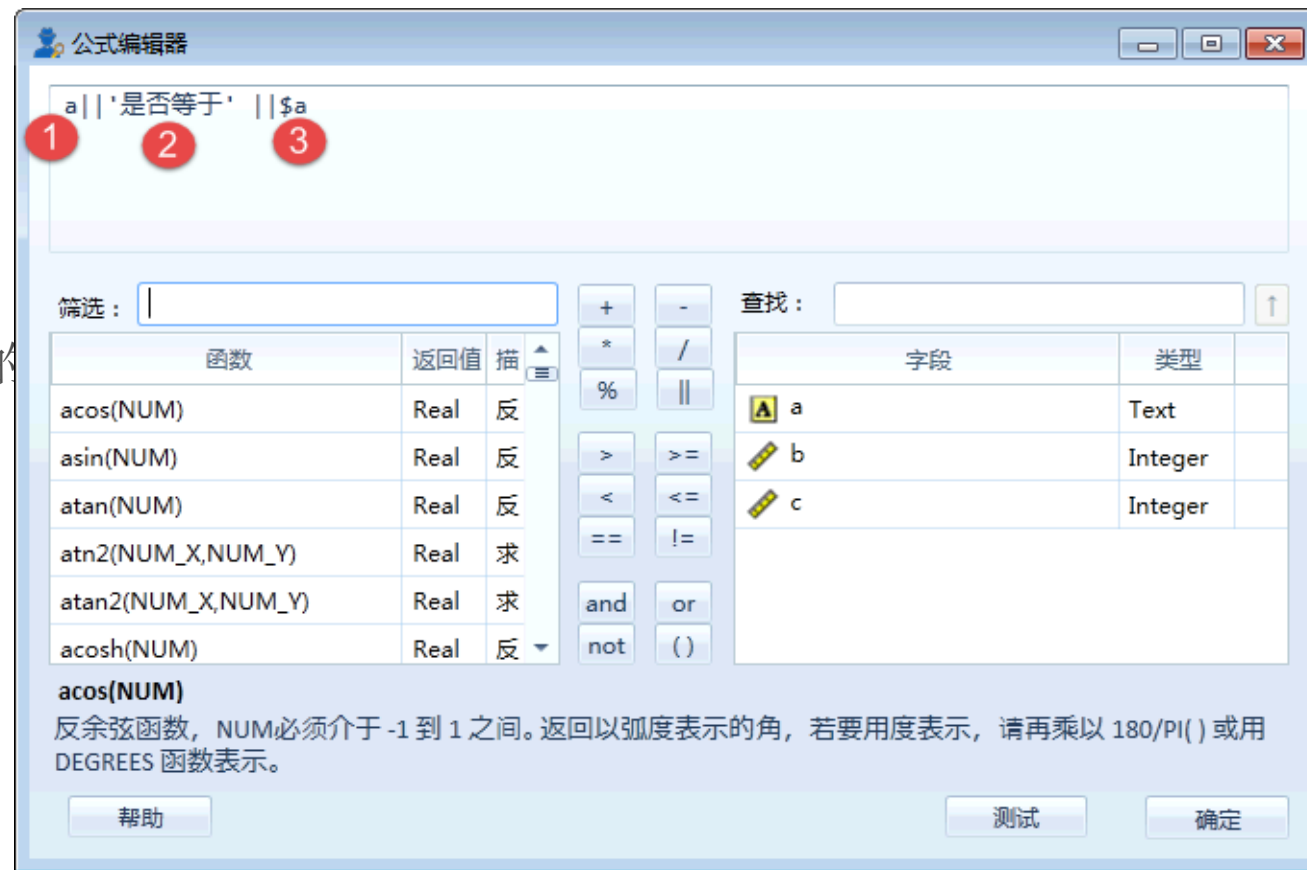 公式编辑器
a||'是否等于' ||$a
1 2 3
筛选： + - 查找： ↑
函数 返回值 描 * / 字段 类型
% ||
acos(NUM) Real 反 a Text
asin(NUM) Real 反 > >= b Integer
atan(NUM) Real 反 < <= c Integer
atn2(NUM_X,NUM_Y) Real 求 == !=
atan2(NUM_X,NUM_Y) Real 求 and or
acosh(NUM) Real 反 not ()
acos(NUM)
反余弦函数，NUM必须介于 -1 到 1 之间。返回以弧度表示的角，若要用度表示，请再乘以 180/PI( ) 或用
DEGREES 函数表示。
帮助 测试 确定